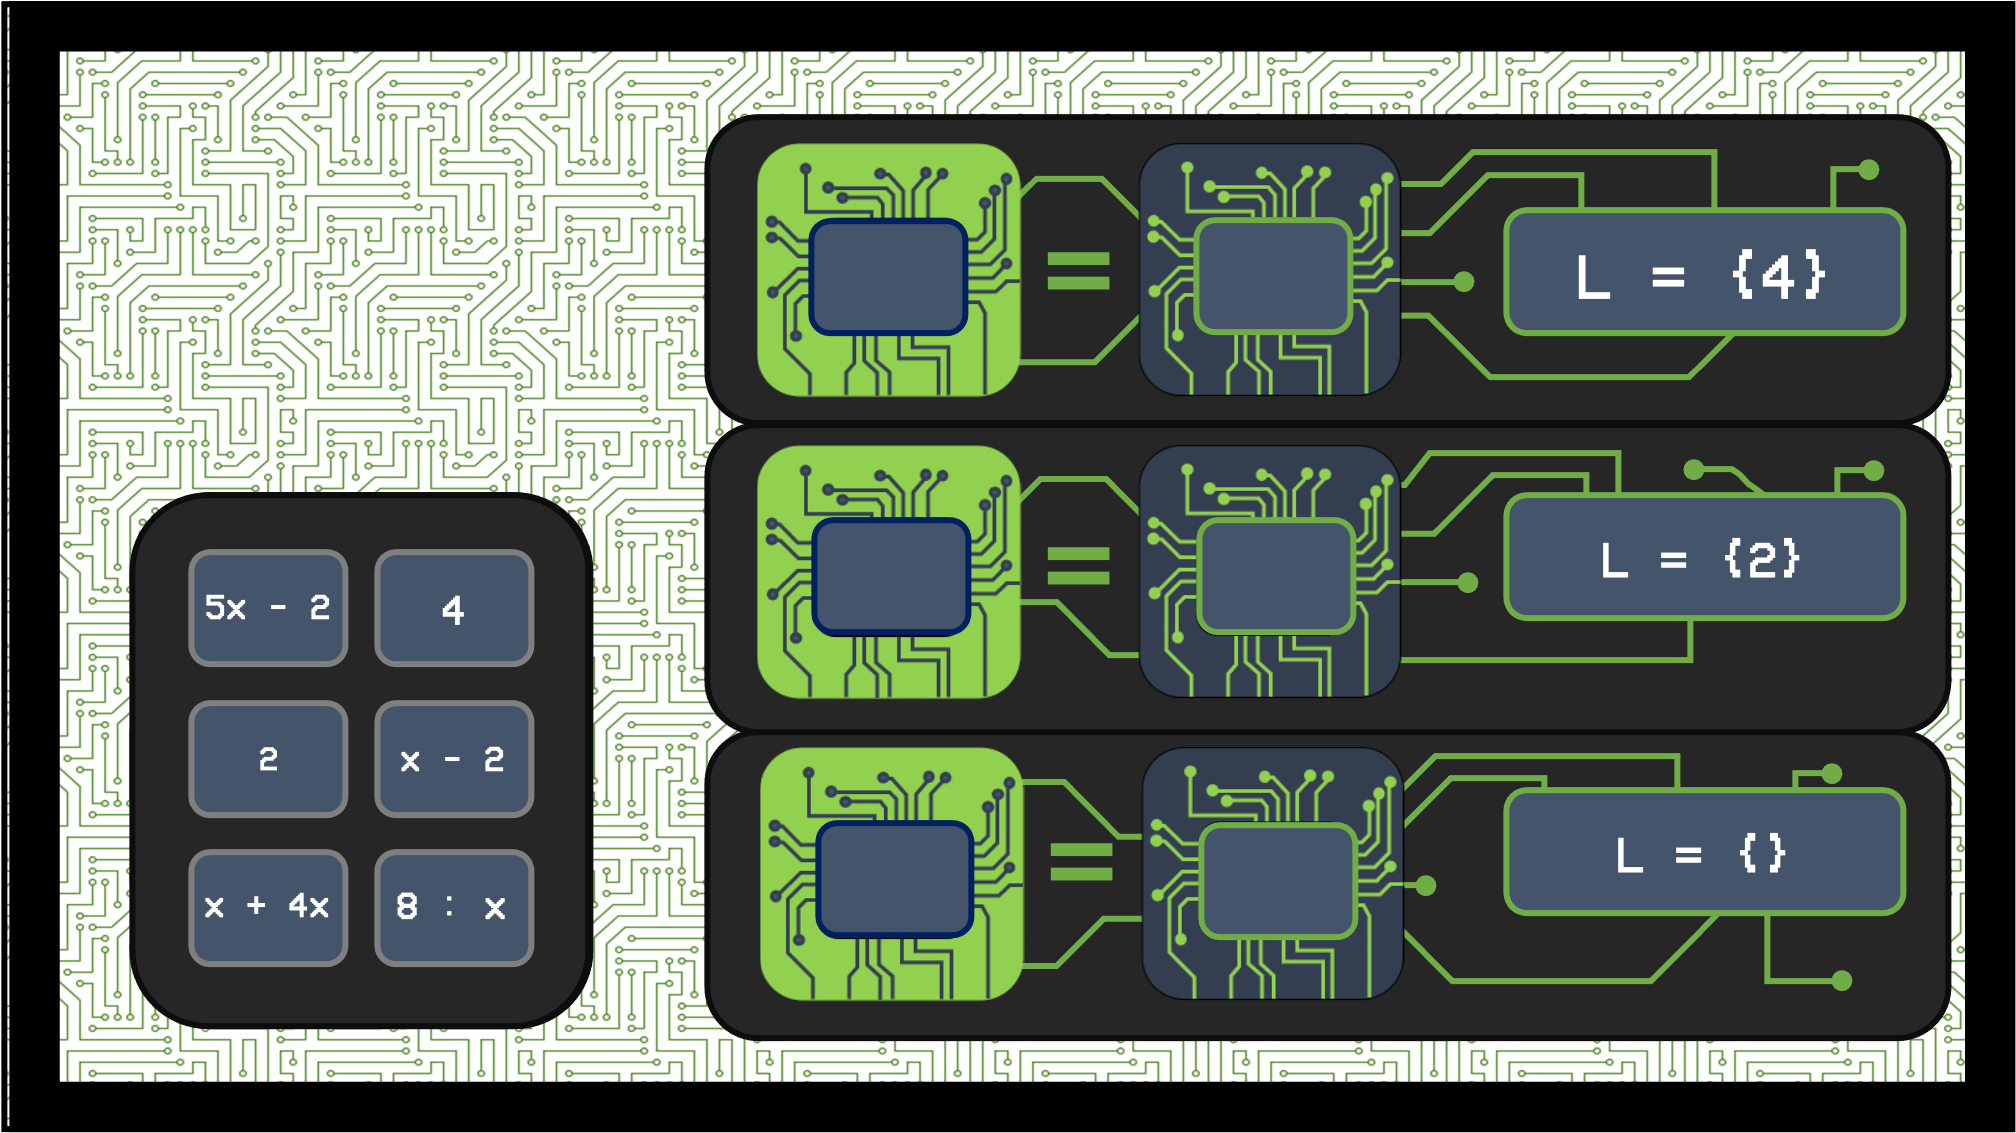 5x - 2
4
2
x - 2
x + 4x
8 : x
=
L = {4}
=
L = {2}
=
L = {}